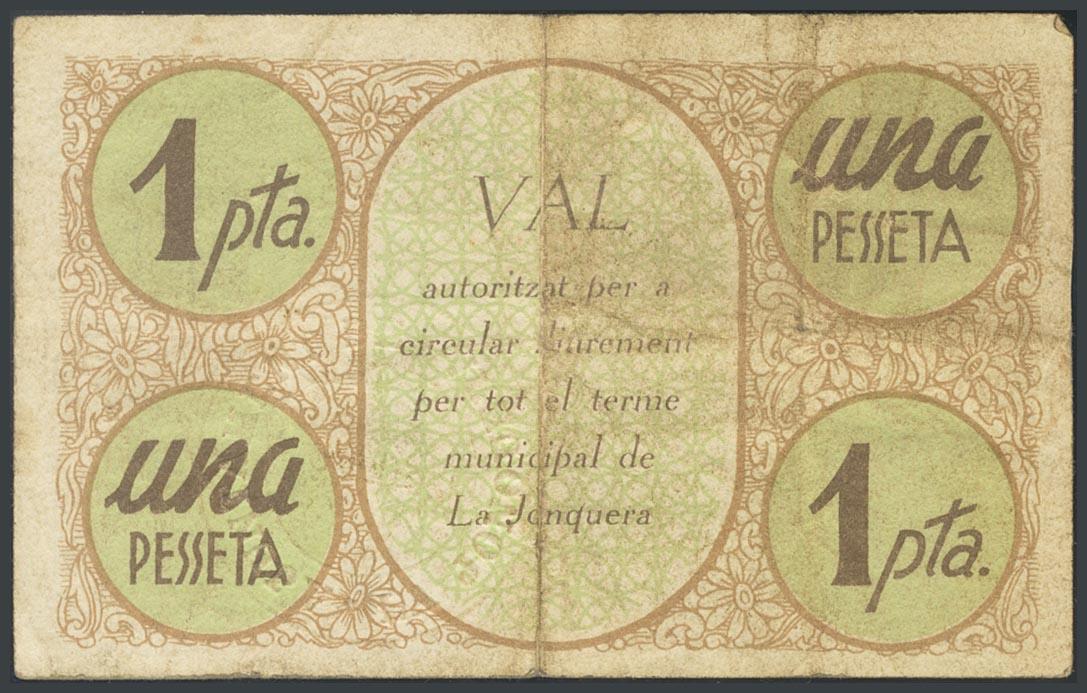 1 pta.
una
PESSETA
VAL
autoritzat per a
circular lliurement
per tot el terme
municipal de
La Jonquera
una
PESSETA
1 pta.